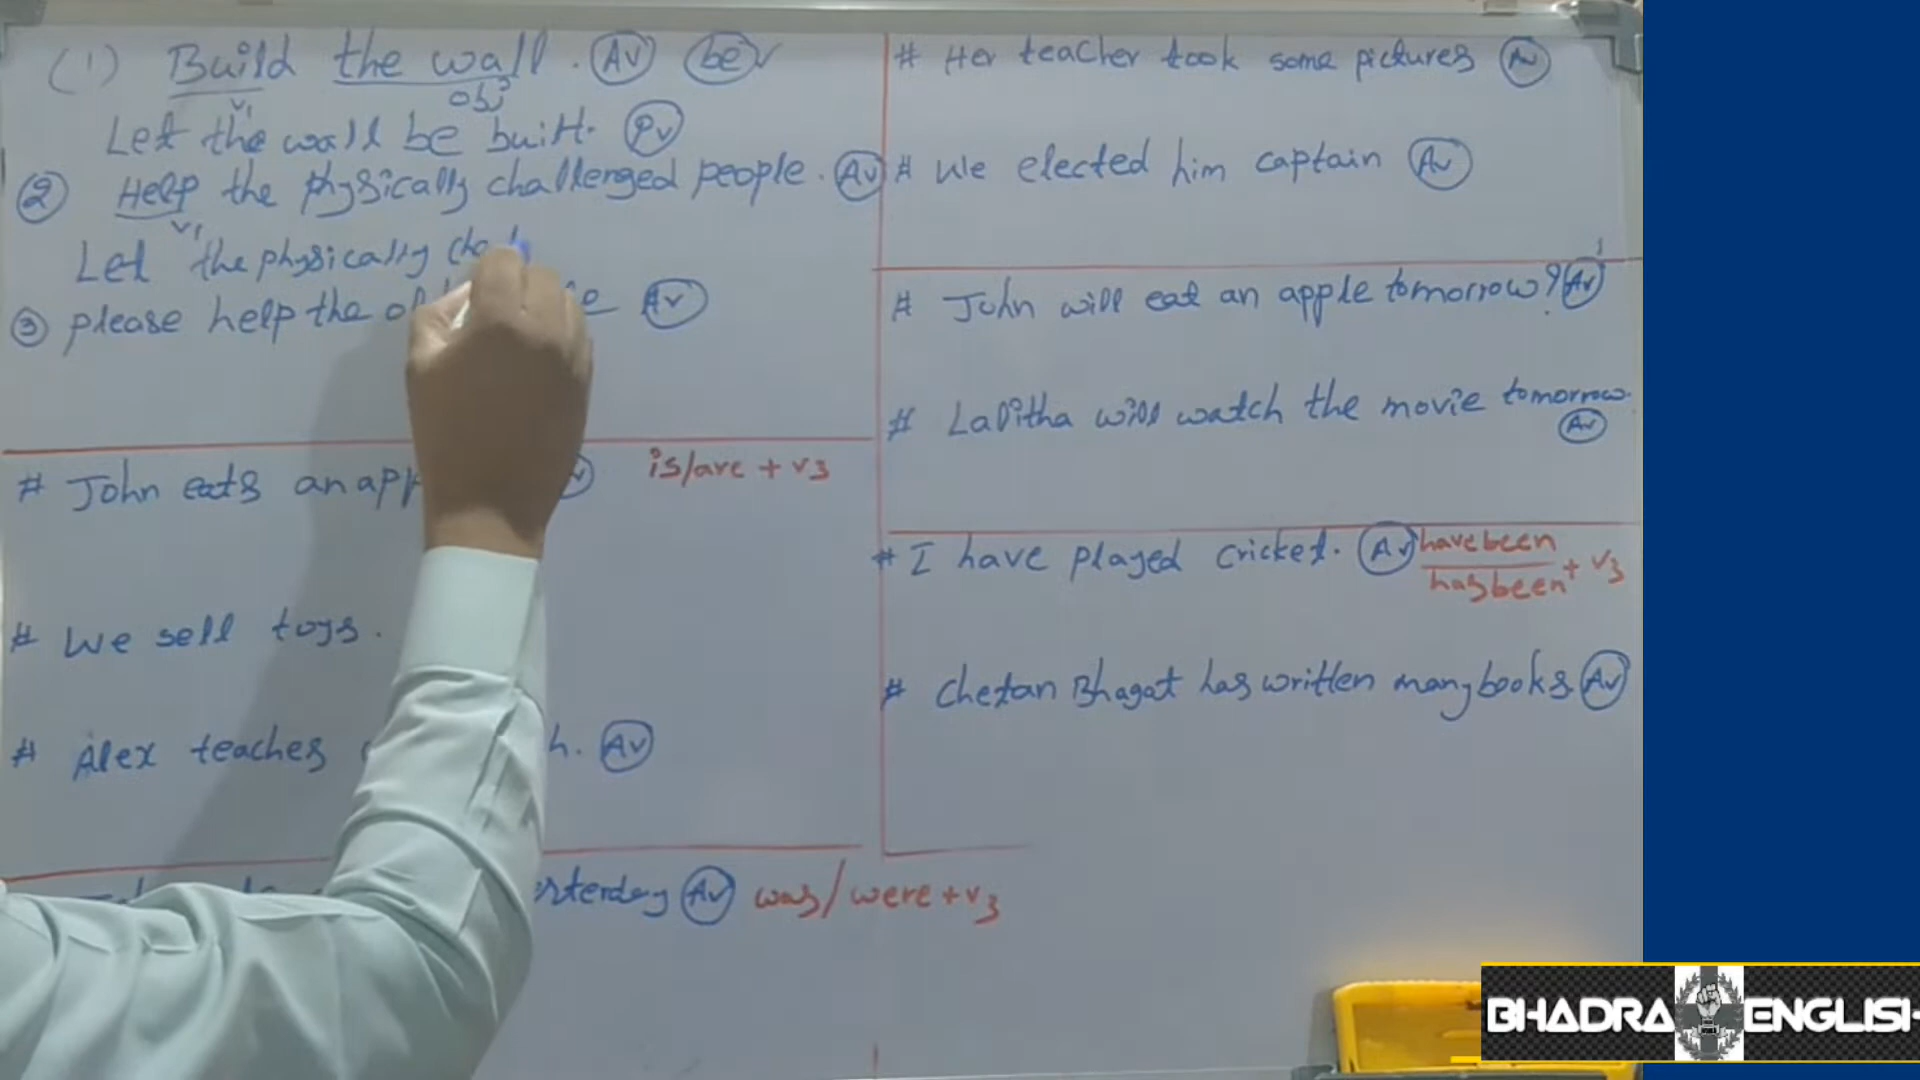 (1) Build the wall. AV be
V1 obj
Let the wall be built. PV
2 Help the physically challenged people. AV
V1
Let the physically
3 please help the AV
# John eats an is/are + V3
# We sell toys.
# Alex teaches AV
AV was/were + V3
# Her teacher took some pictures AV
# We elected him captain AV
# John will eat an apple tomorrow? AV
# Lalitha will watch the movie tomorrow.
AV
# I have played cricket. AV have been
has been + V3
# Chetan Bhagat has written many books AV
BHADRA ENGLISH